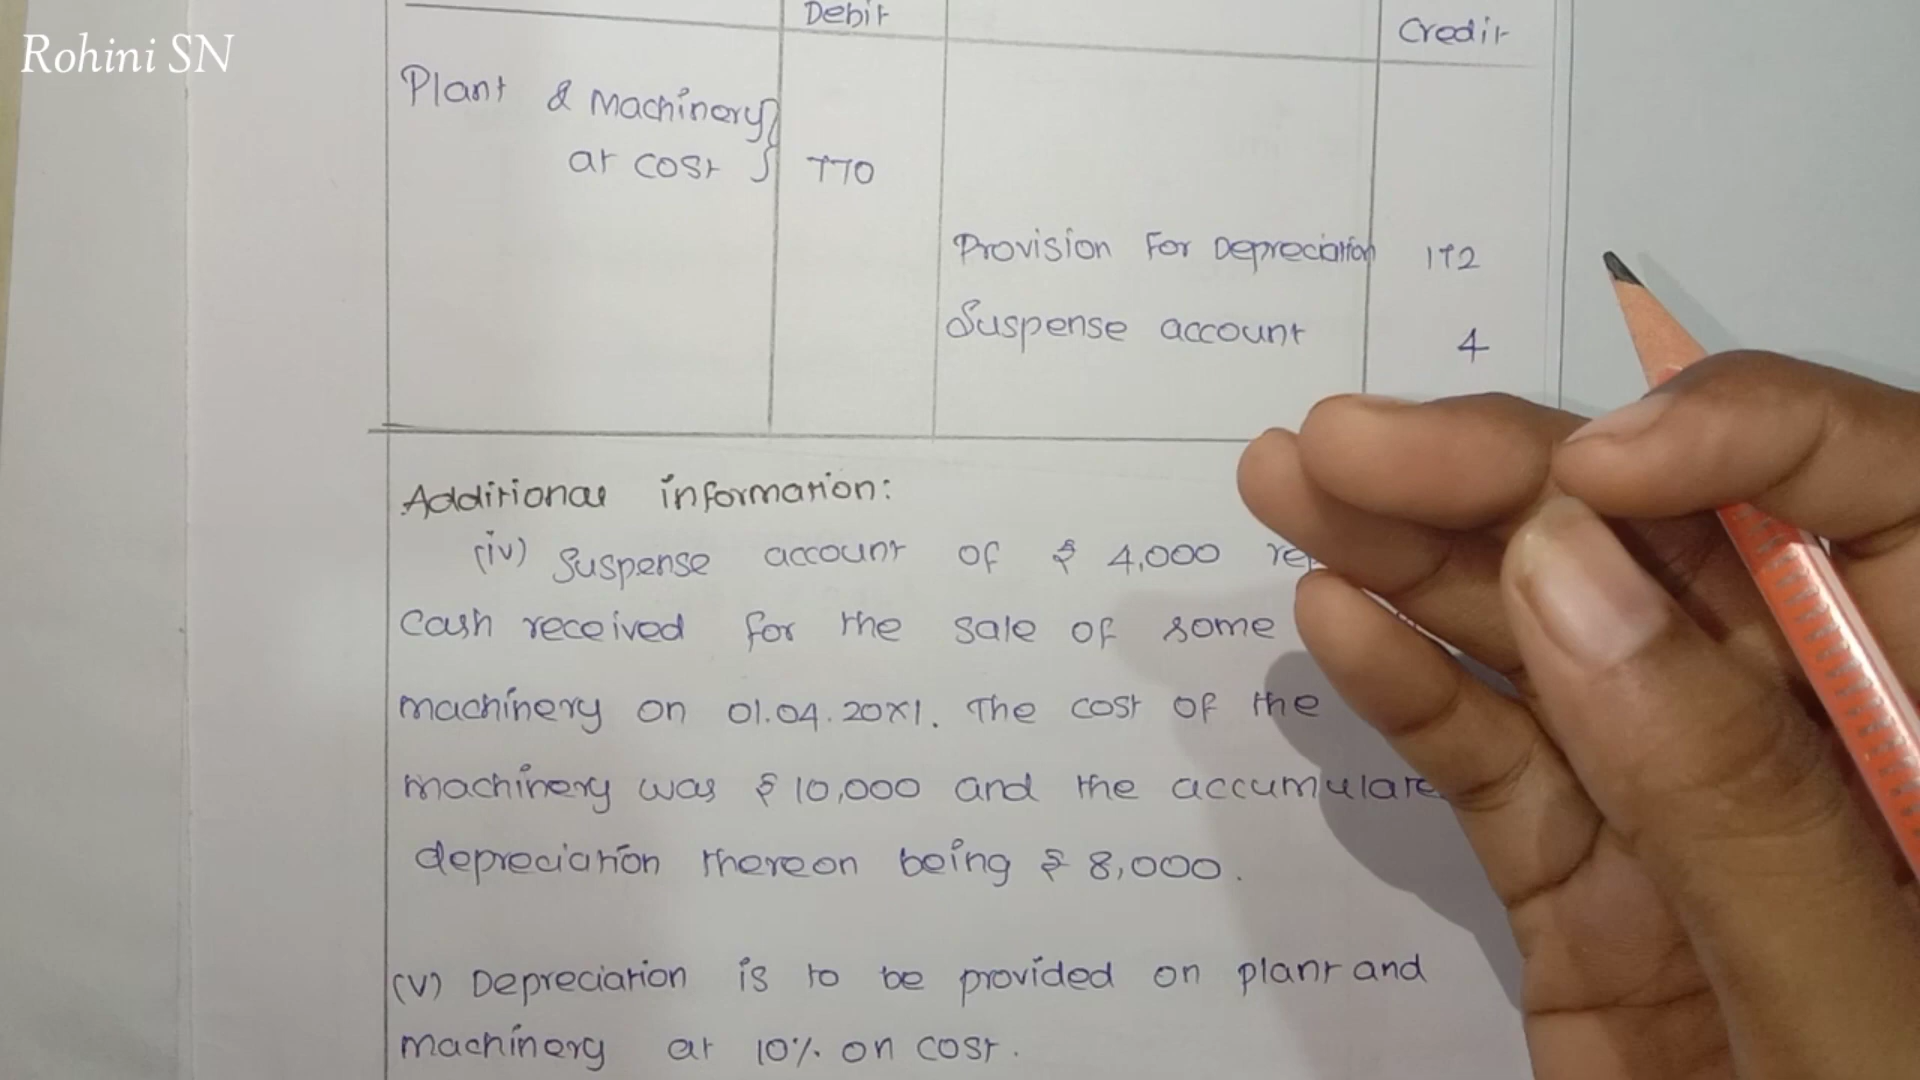 Rohini SN
Debit
Credit
Plant & Machinery
at cost 770
Provision For Depreciation 172
Suspense account 4
Additional information:
(iv) Suspense account of ₹ 4,000
Cash received for the sale of some
machinery on 01.04.20X1. The cost of the
machinery was ₹ 10,000 and the accumulate
depreciation thereon being ₹ 8,000.
(V) Depreciation is to be provided on plant and
machinery at 10% on cost.